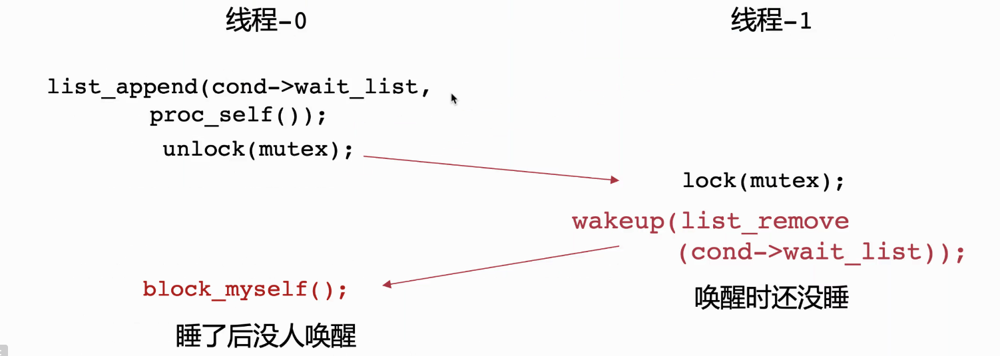 线程-0
线程-1
list_append(cond->wait_list,
proc_self());
unlock(mutex);
lock(mutex);
wakeup(list_remove
(cond->wait_list));
block_myself();
唤醒时还没睡
睡了后没人唤醒